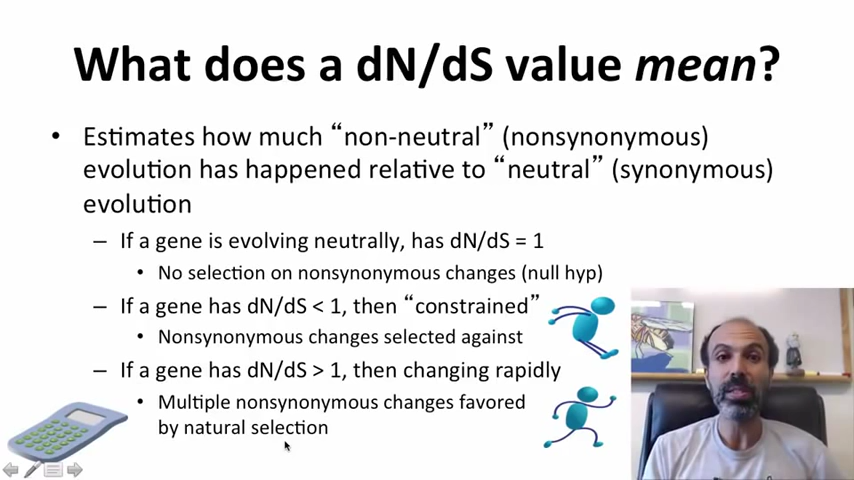 What does a dN/dS value mean?
• Estimates how much “non-neutral” (nonsynonymous)
evolution has happened relative to “neutral” (synonymous)
evolution
– If a gene is evolving neutrally, has dN/dS = 1
• No selection on nonsynonymous changes (null hyp)
– If a gene has dN/dS < 1, then “constrained”
• Nonsynonymous changes selected against
– If a gene has dN/dS > 1, then changing rapidly
• Multiple nonsynonymous changes favored
by natural selection